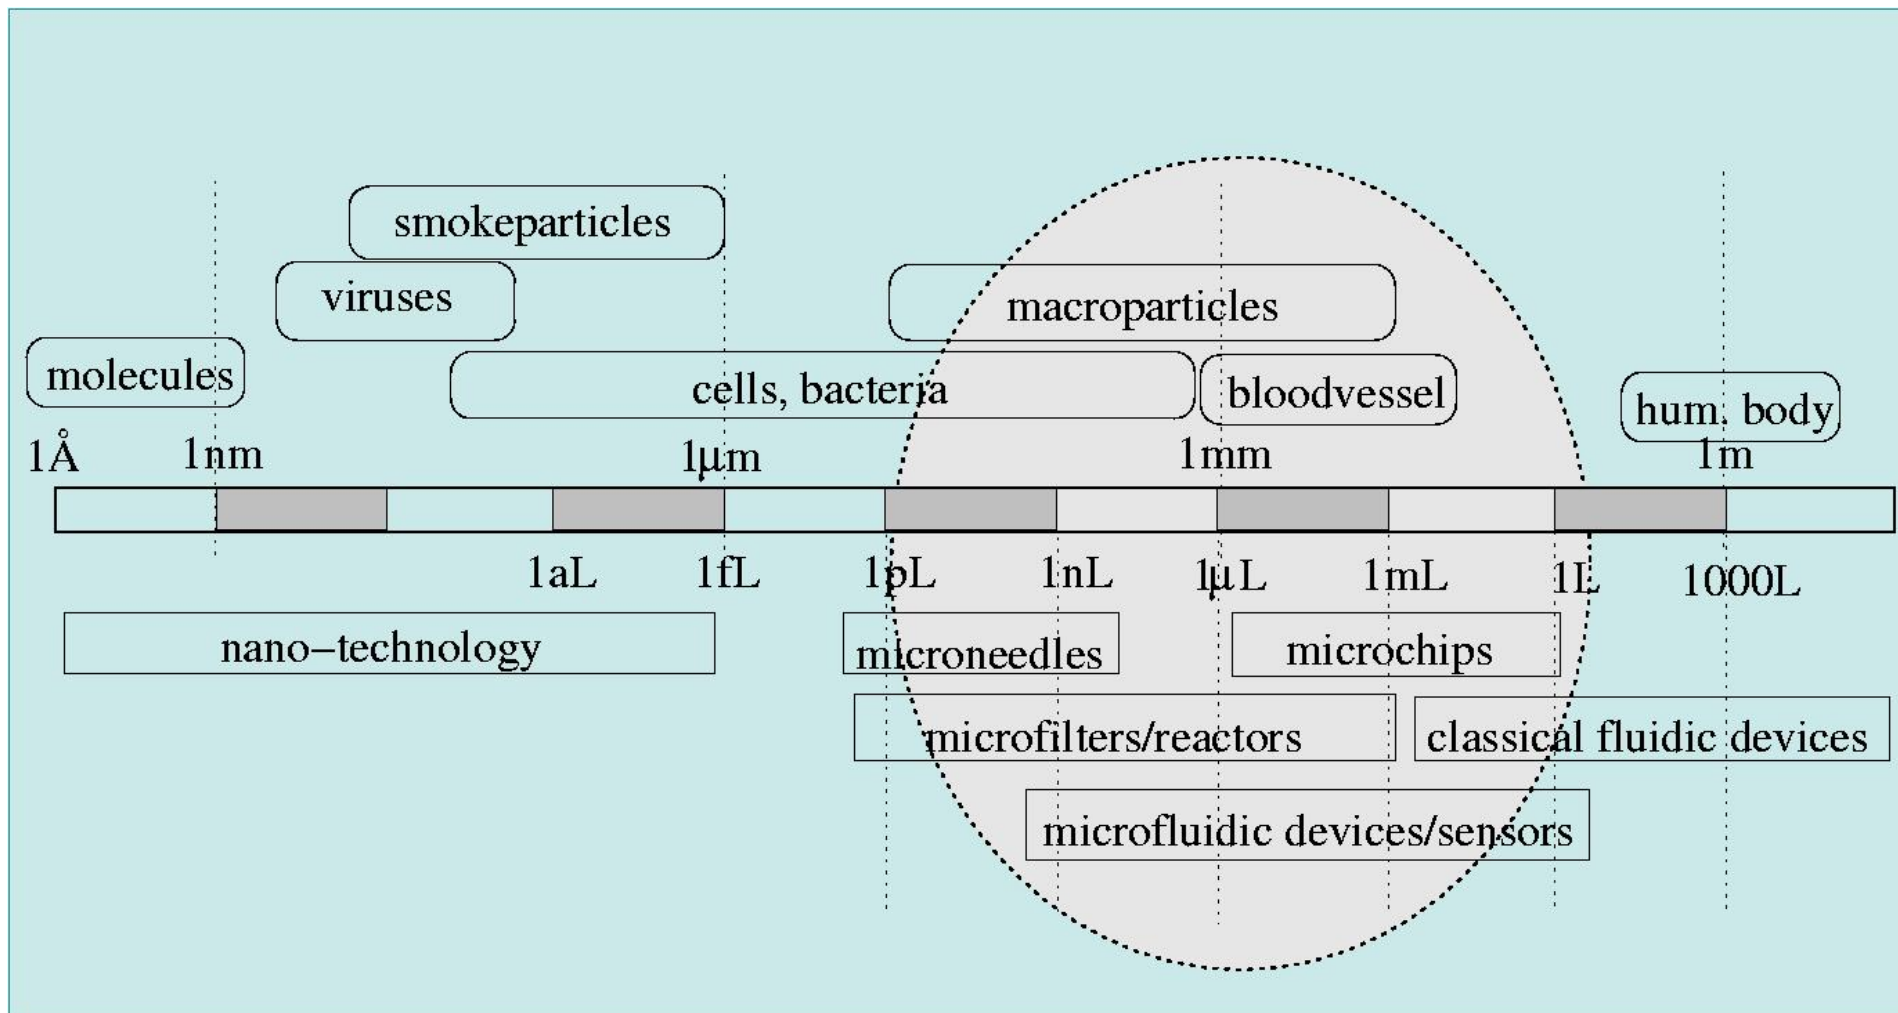 smokeparticles
viruses
macroparticles
molecules
cells, bacteria
bloodvessel
hum. body
1Å 1nm 1μm 1mm 1m
1aL 1fL 1pL 1nL 1μL 1mL 1L 1000L
nano−technology
microneedles
microchips
microfilters/reactors
classical fluidic devices
microfluidic devices/sensors